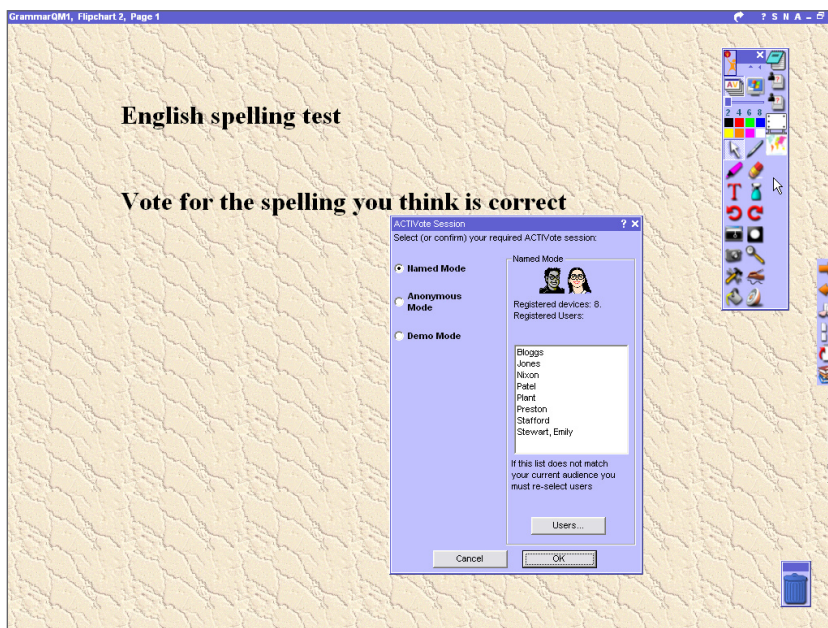 GrammarQM1, Flipchart 2, Page 1
? S N A
English spelling test
Vote for the spelling you think is correct
ACTIVote Session
Select (or confirm) your required ACTIVote session:
Named Mode
Anonymous
Mode
Demo Mode
Named Mode
Registered devices: 8.
Registered Users:
Bloggs
Jones
Nixon
Patel
Plant
Preston
Stafford
Stewart, Emily
If this list does not match
your current audience you
must re-select users
Users...
Cancel
OK
2 4 6 8
T